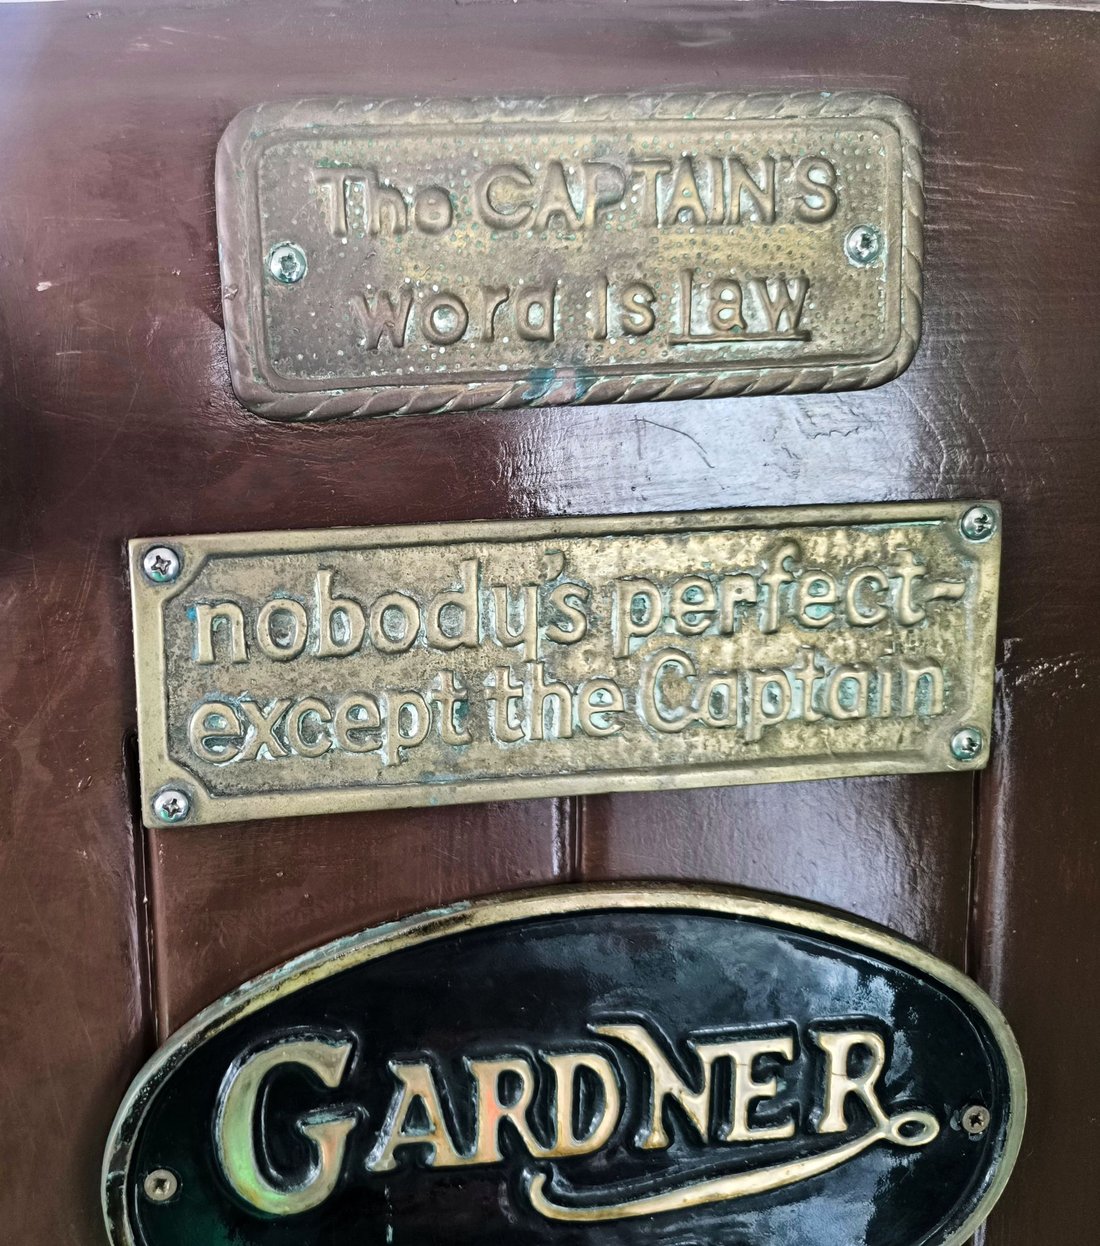 The CAPTAIN'S
word Is law
nobody's perfect-
except the Captain
GARDNER